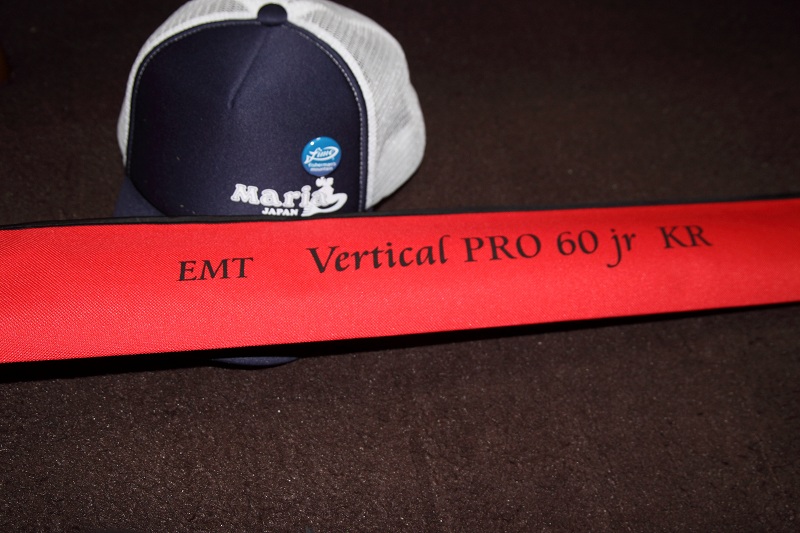 Maria
JAPAN
EMT Vertical PRO 60 jr KR